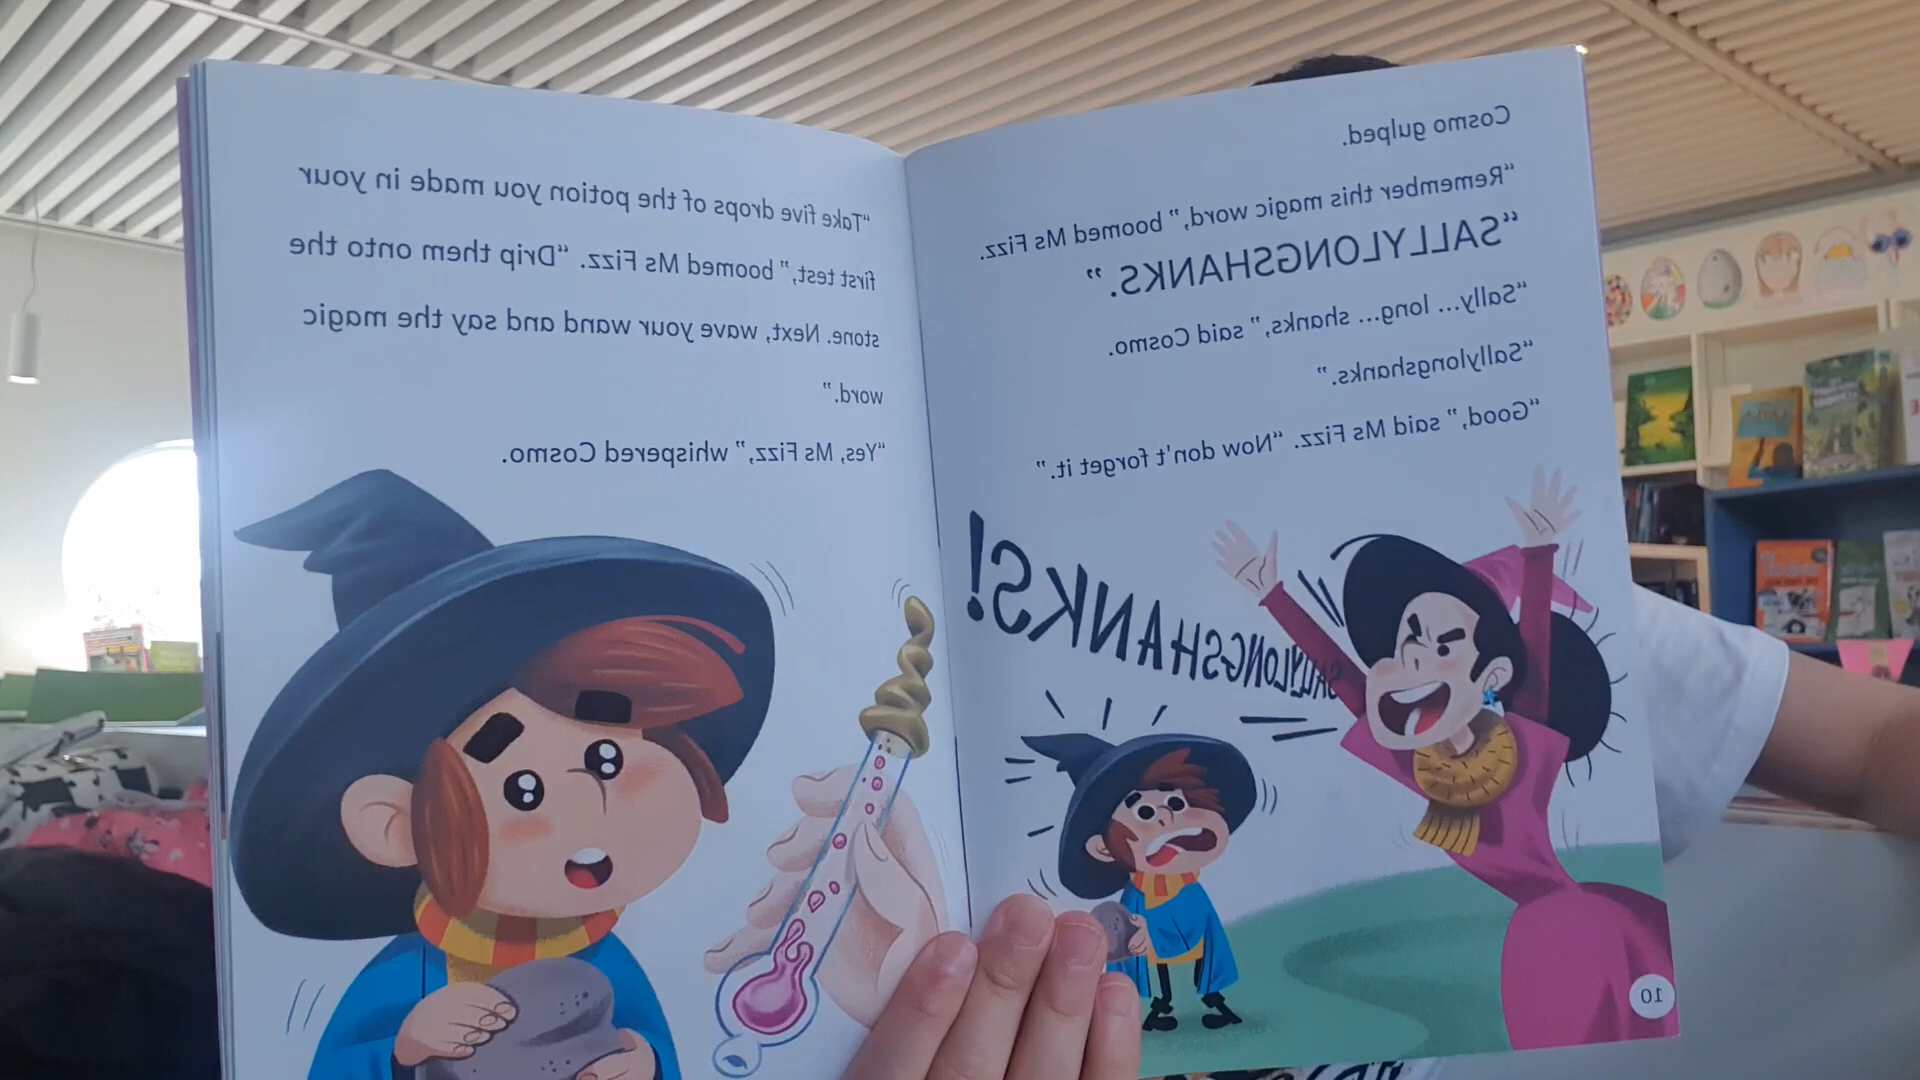 Cosmo gulped.
“Remember this magic word,” boomed Ms Fizz.
“SALLYLONGSHANKS.”
“Sally... long... shanks,” said Cosmo.
“Sallylongshanks.”
“Good,” said Ms Fizz. “Now don't forget it.”
SALLYLONGSHANKS!
10
“Take five drops of the potion you made in your
first test,” boomed Ms Fizz. “Drip them onto the
stone. Next, wave your wand and say the magic
word.”
“Yes, Ms Fizz,” whispered Cosmo.